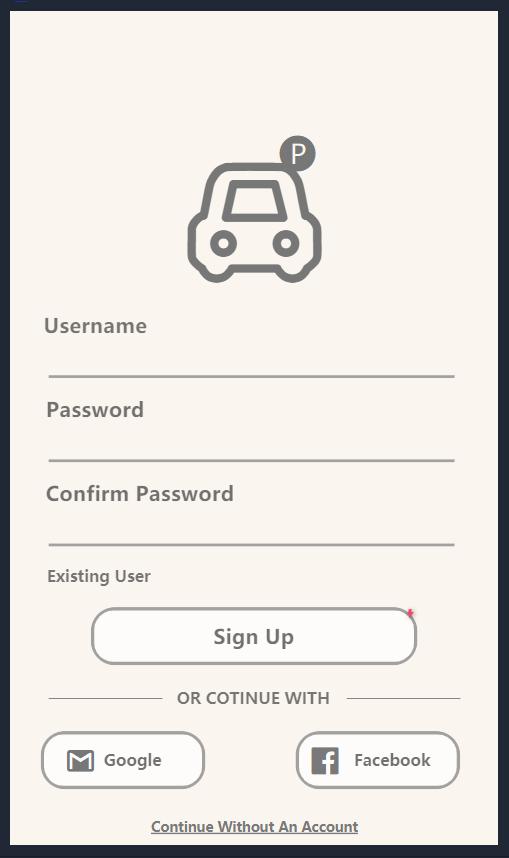 P
Username
Password
Confirm Password
Existing User
Sign Up
OR COTINUE WITH
Google
Facebook
Continue Without An Account